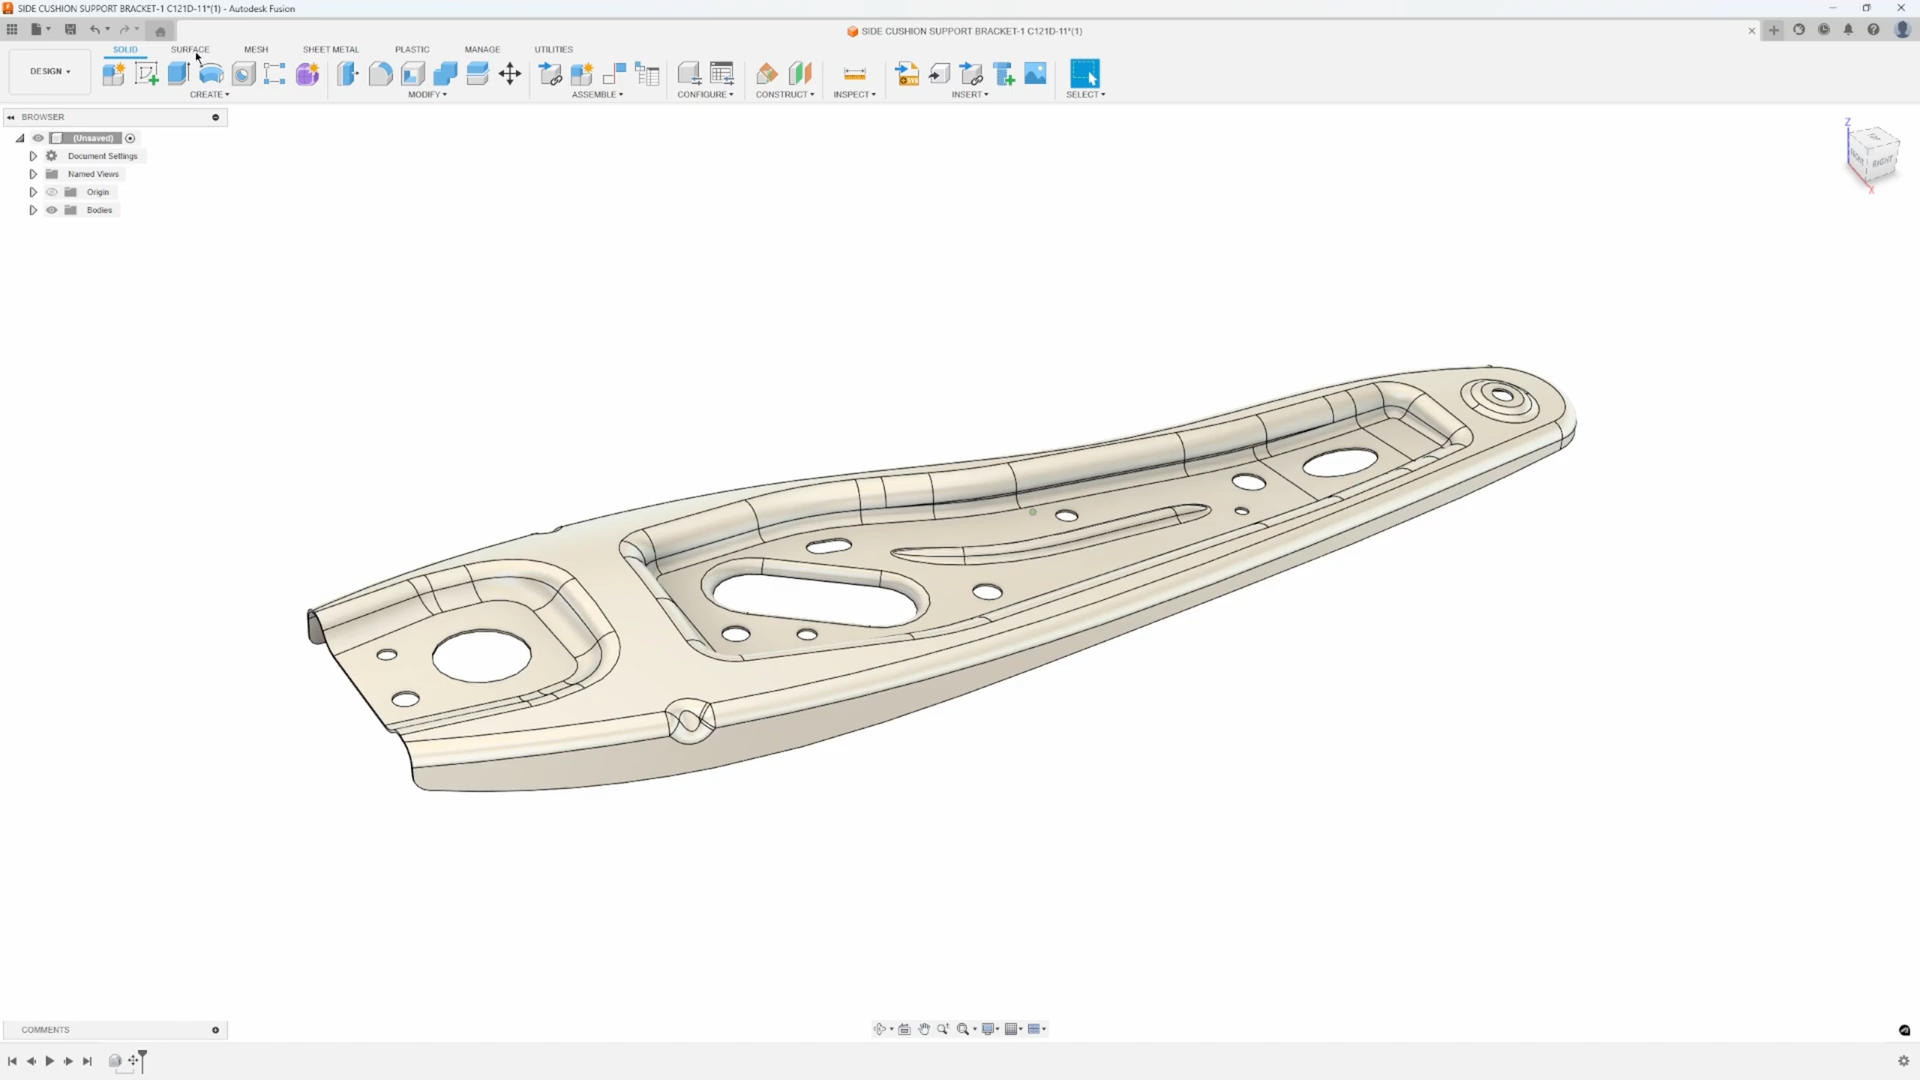 SIDE CUSHION SUPPORT BRACKET-1 C121D-11*(1) - Autodesk Fusion
SIDE CUSHION SUPPORT BRACKET-1 C121D-11*(1)
SOLID SURFACE MESH SHEET METAL PLASTIC MANAGE UTILITIES
DESIGN
CREATE MODIFY ASSEMBLE CONFIGURE CONSTRUCT INSPECT INSERT SELECT
BROWSER
(Unsaved)
Document Settings
Named Views
Origin
Bodies
Z
RIGHT
X
COMMENTS